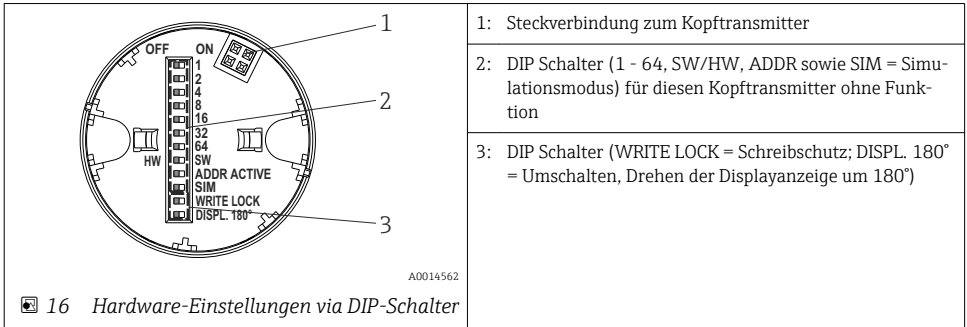 OFF ON
1
2
4
8
16
32
64
HW SW
ADDR ACTIVE
SIM
WRITE LOCK
DISPL. 180°
1
2
3
A0014562
16 Hardware-Einstellungen via DIP-Schalter
1: Steckverbindung zum Kopftransmitter
2: DIP Schalter (1 - 64, SW/HW, ADDR sowie SIM = Simu-
lationsmodus) für diesen Kopftransmitter ohne Funk-
tion
3: DIP Schalter (WRITE LOCK = Schreibschutz; DISPL. 180°
= Umschalten, Drehen der Displayanzeige um 180°)